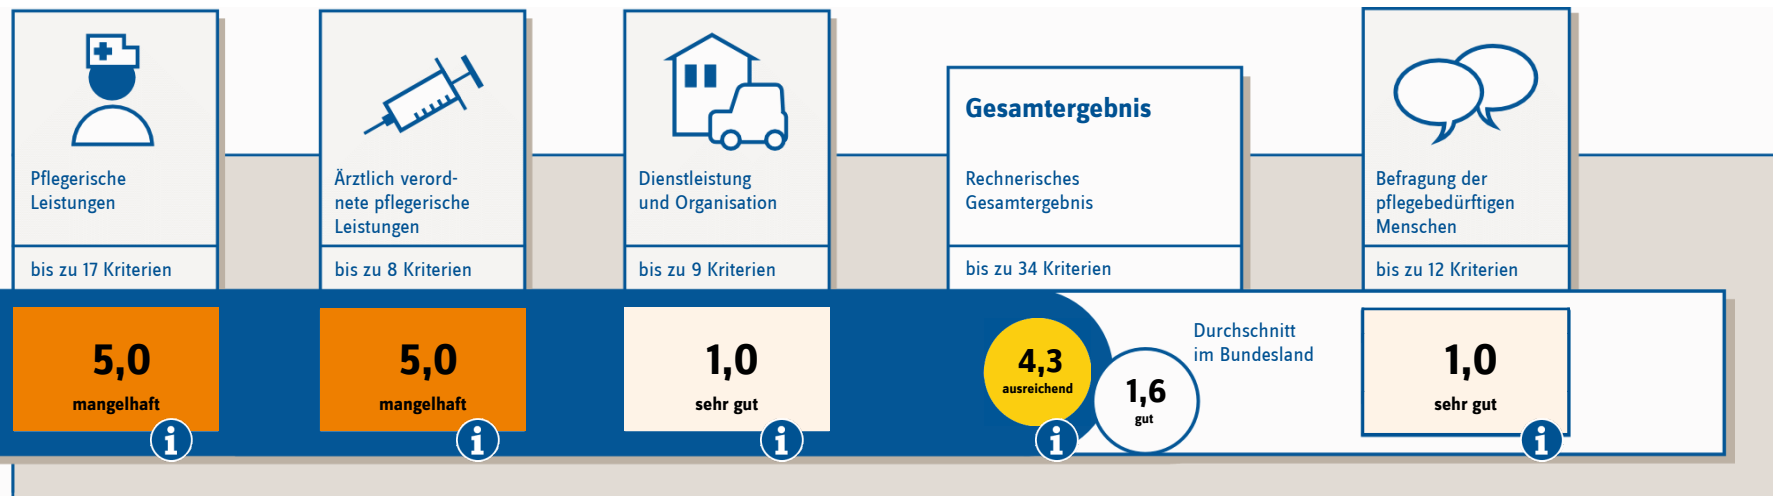 Pflegerische
Leistungen
bis zu 17 Kriterien
5,0
mangelhaft
i
Ärztlich verord-
nete pflegerische
Leistungen
bis zu 8 Kriterien
5,0
mangelhaft
i
Dienstleistung
und Organisation
bis zu 9 Kriterien
1,0
sehr gut
i
Gesamtergebnis
Rechnerisches
Gesamtergebnis
bis zu 34 Kriterien
4,3
ausreichend
i
1,6
gut
Durchschnitt
im Bundesland
Befragung der
pflegebedürftigen
Menschen
bis zu 12 Kriterien
1,0
sehr gut
i